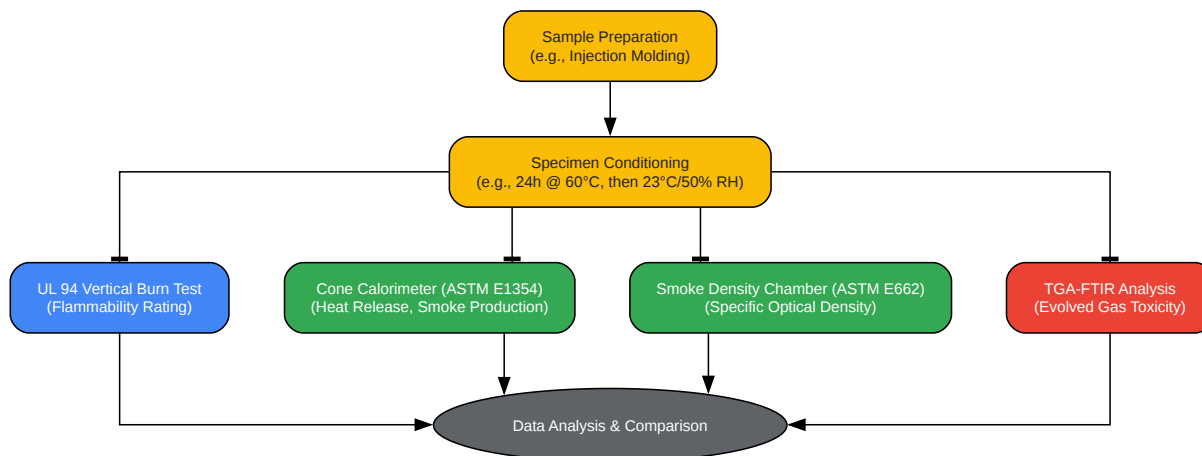 Sample Preparation
(e.g., Injection Molding)
Specimen Conditioning
(e.g., 24h @ 60°C, then 23°C/50% RH)
UL 94 Vertical Burn Test
(Flammability Rating)
Cone Calorimeter (ASTM E1354)
(Heat Release, Smoke Production)
Smoke Density Chamber (ASTM E662)
(Specific Optical Density)
TGA-FTIR Analysis
(Evolved Gas Toxicity)
Data Analysis & Comparison